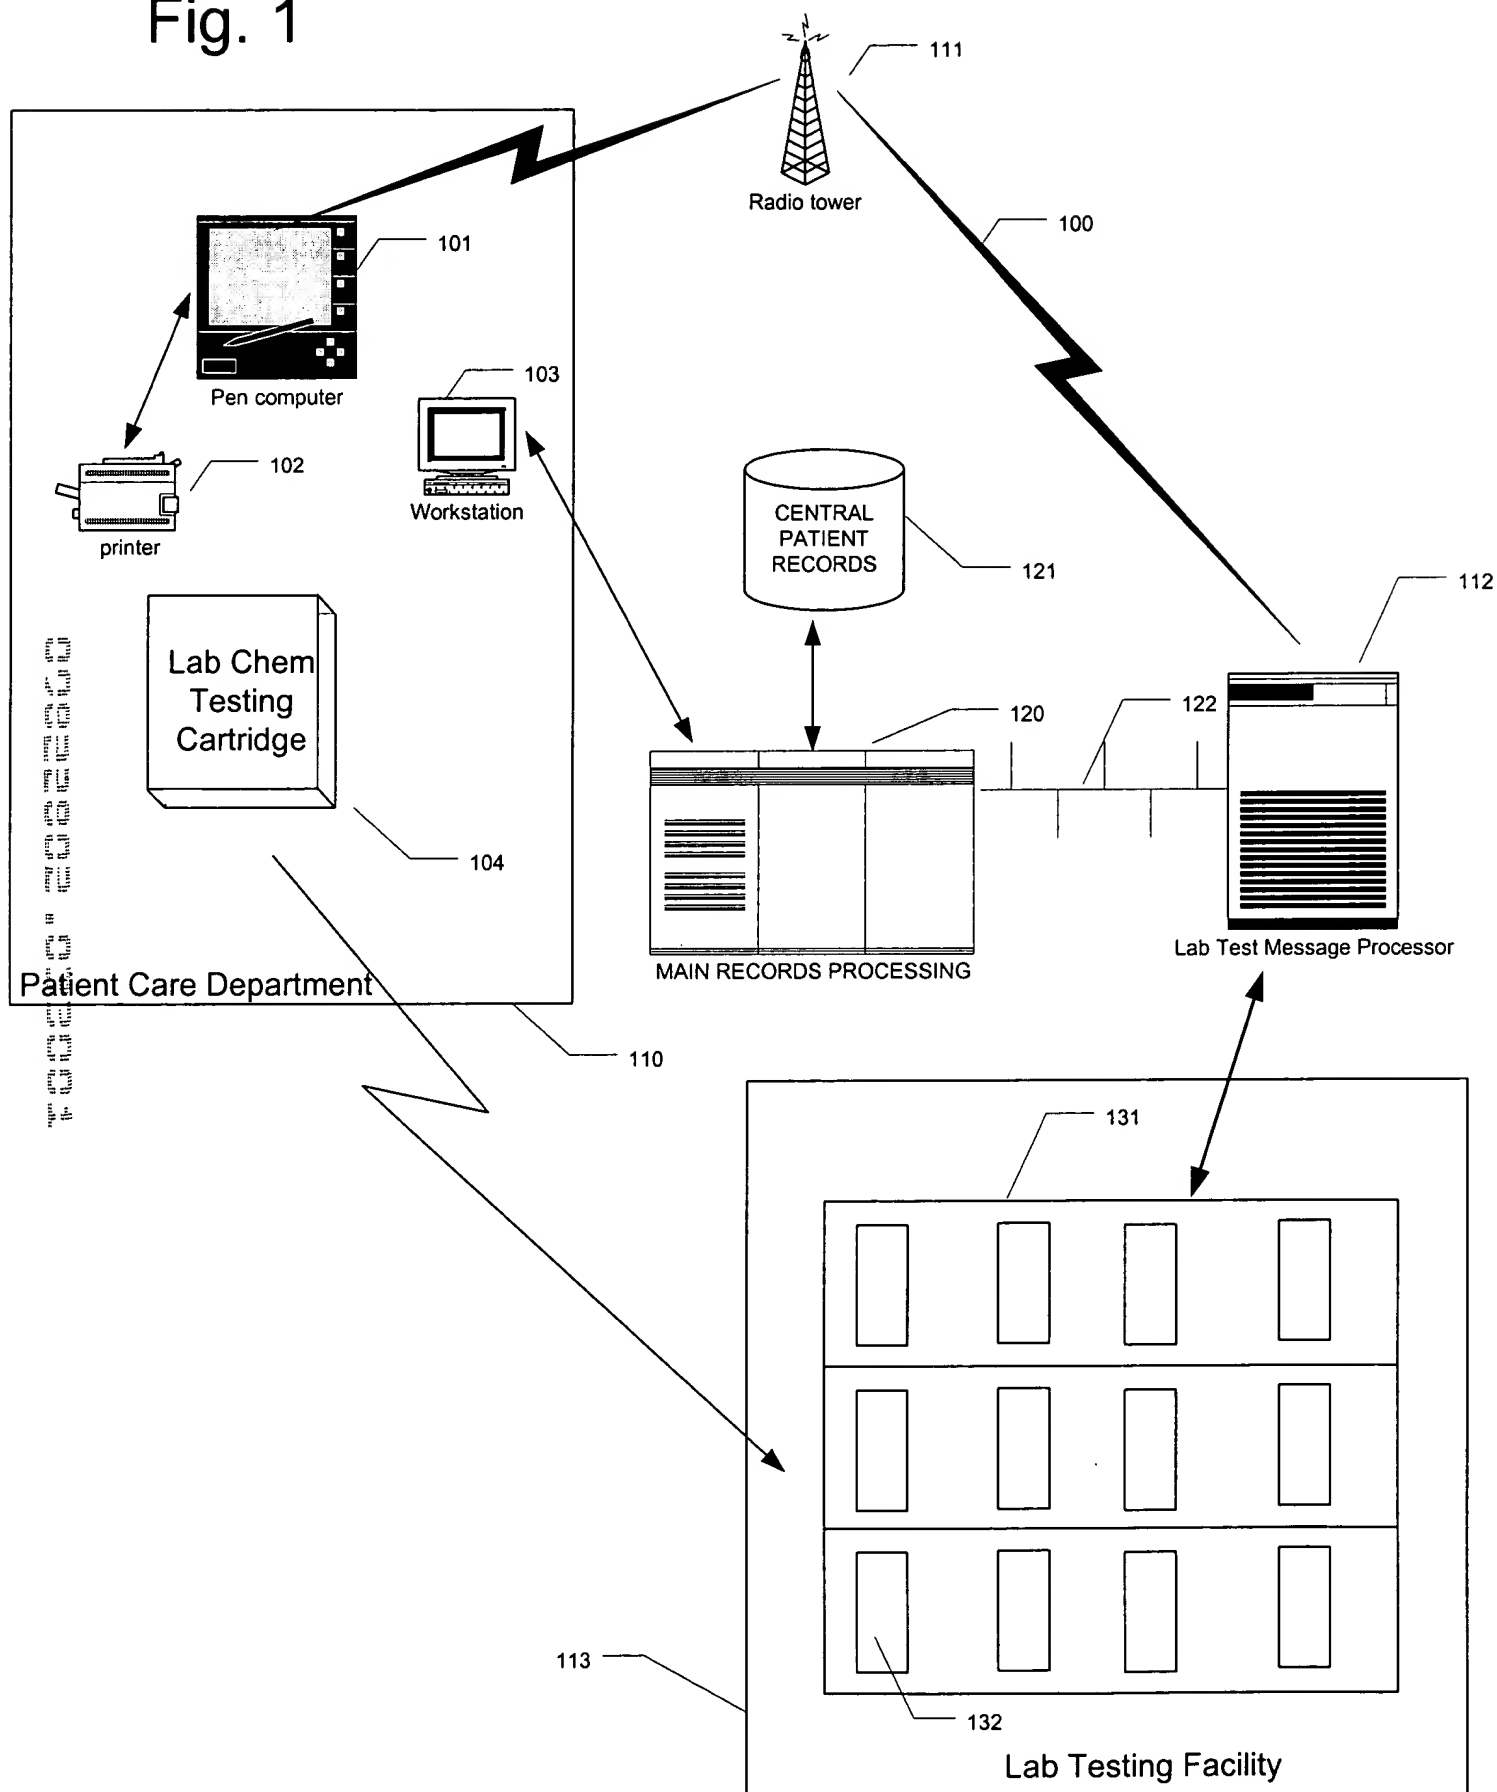 Fig. 1
111
Radio tower
100
101
Pen computer
103
102
Workstation
printer
CENTRAL
PATIENT
RECORDS
121
112
Lab Chem
Testing
Cartridge
120
122
104
MAIN RECORDS PROCESSING
Lab Test Message Processor
Patient Care Department
110
131
113
132
Lab Testing Facility